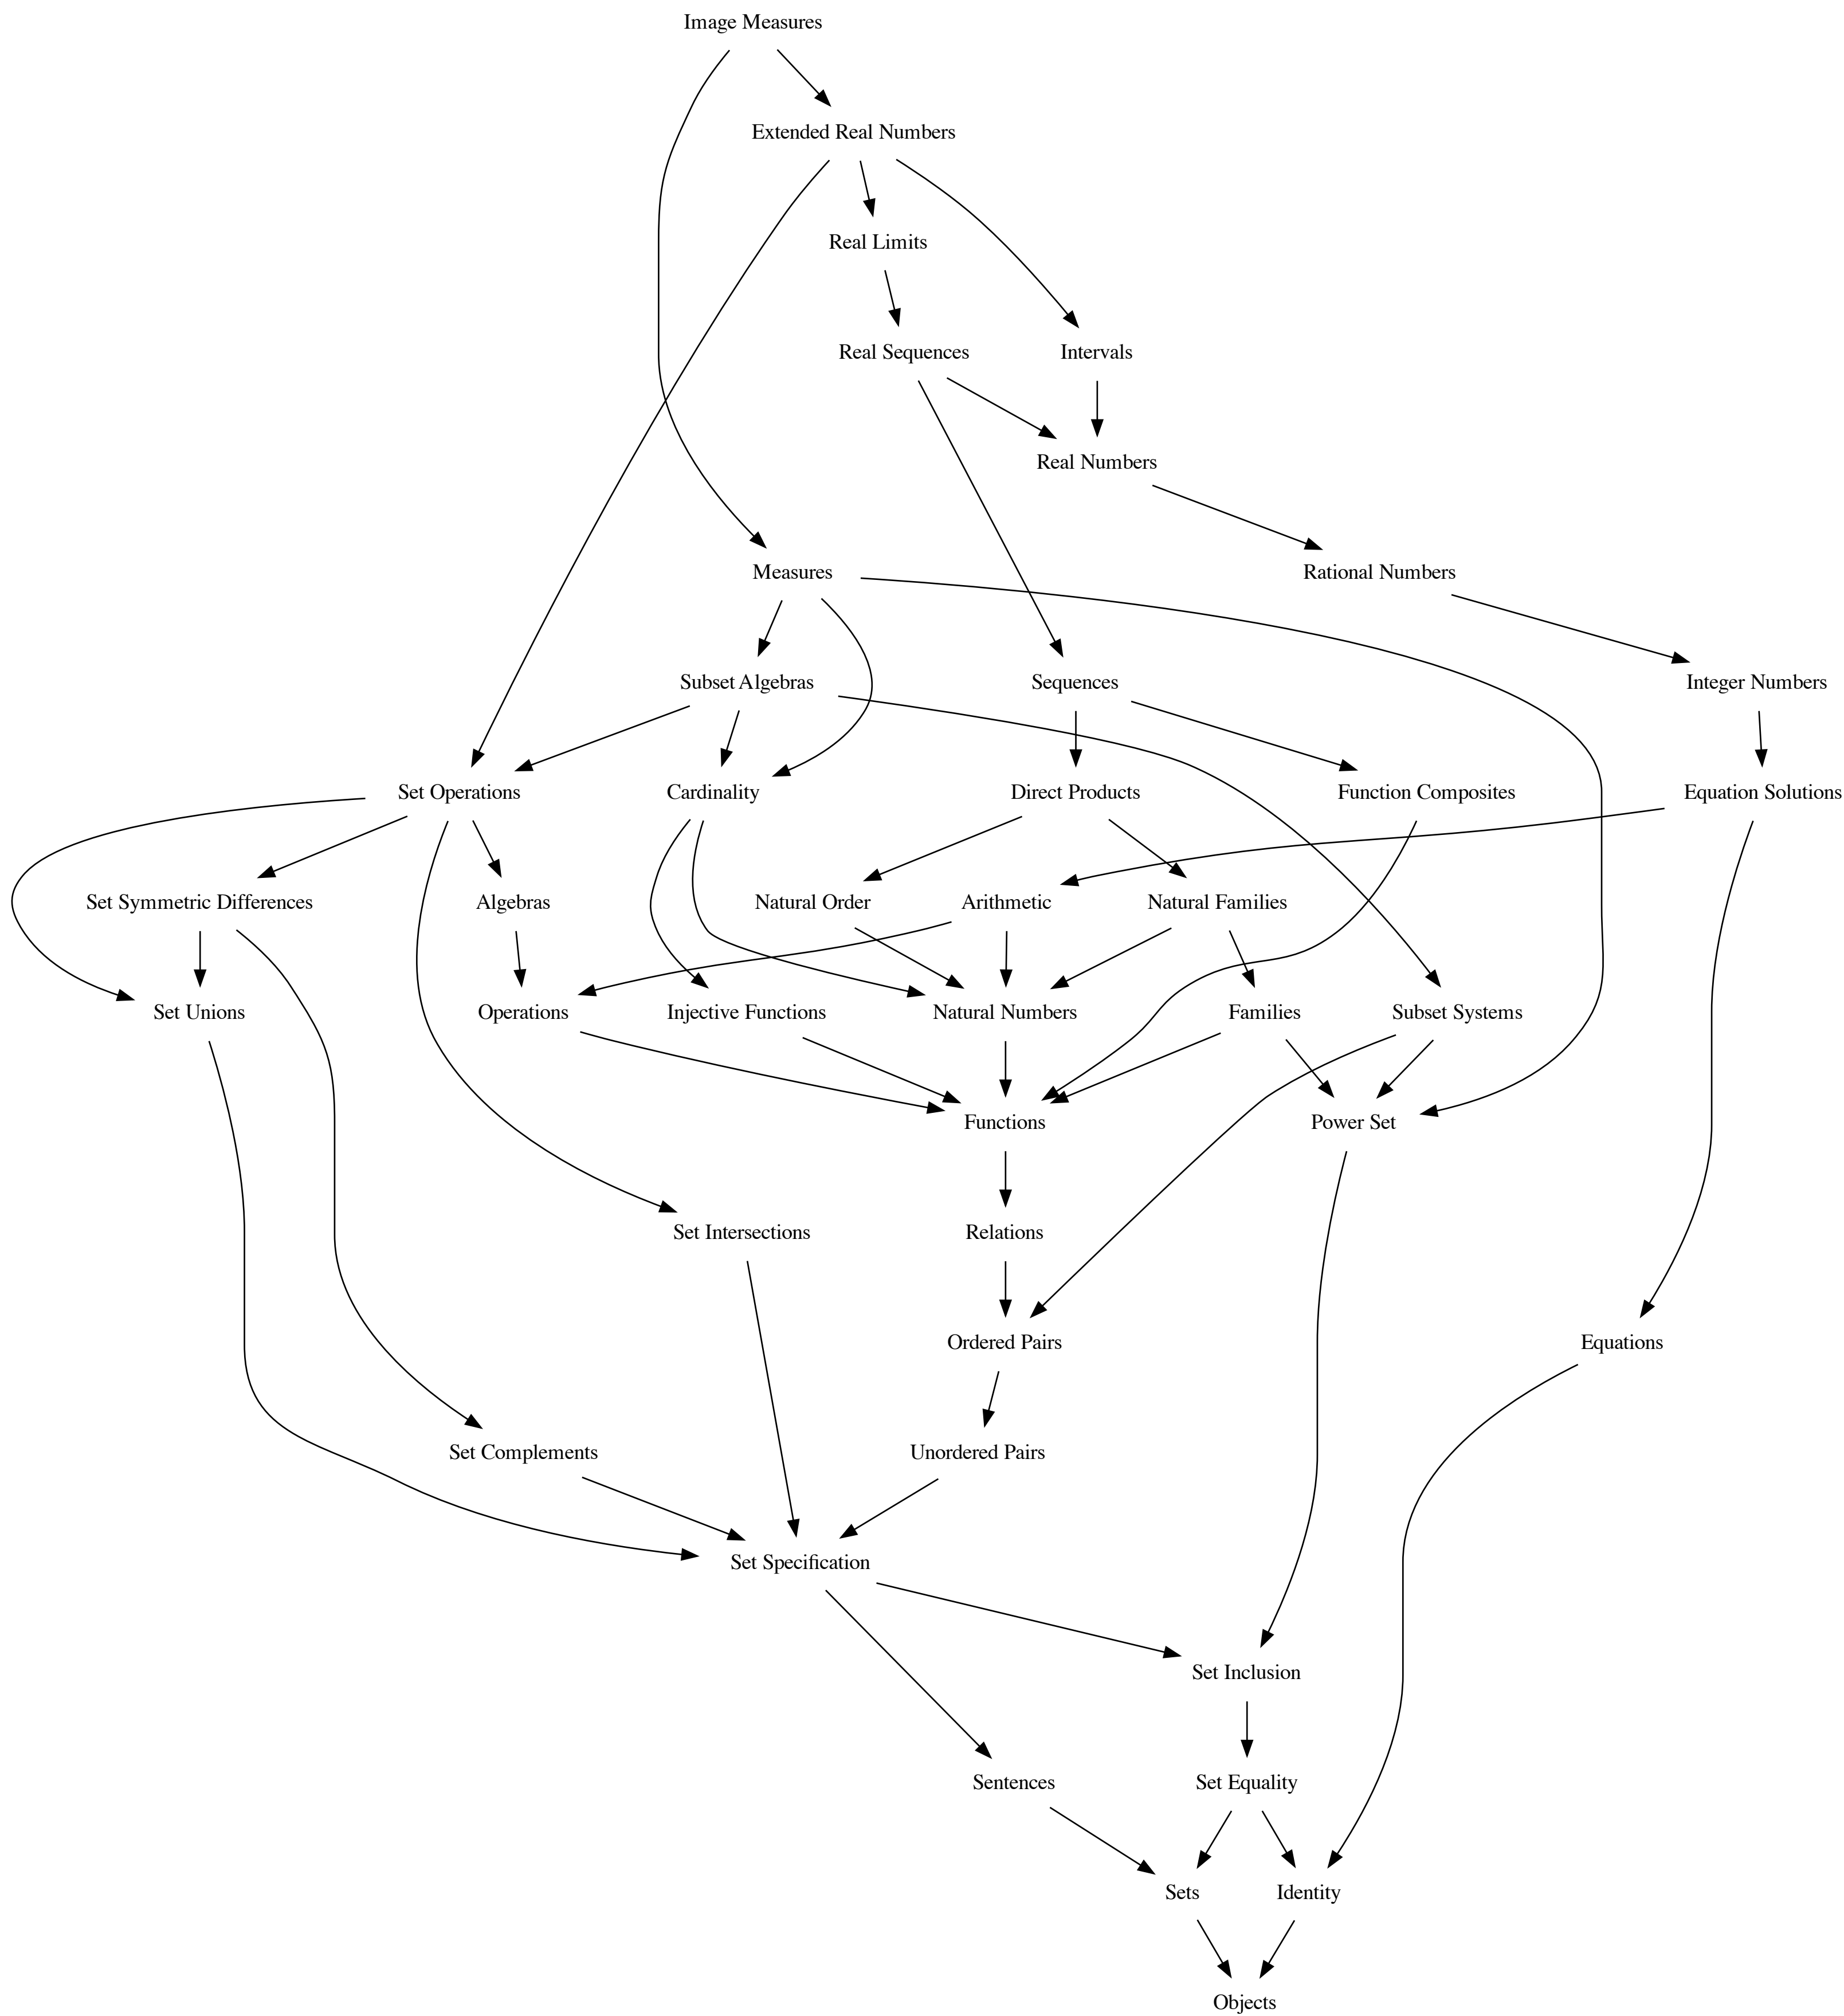 Image Measures
Extended Real Numbers
Real Limits
Real Sequences
Intervals
Real Numbers
Measures
Rational Numbers
Subset Algebras
Sequences
Integer Numbers
Set Operations
Cardinality
Direct Products
Function Composites
Equation Solutions
Set Symmetric Differences
Algebras
Natural Order
Arithmetic
Natural Families
Set Unions
Operations
Injective Functions
Natural Numbers
Families
Subset Systems
Functions
Power Set
Set Intersections
Relations
Ordered Pairs
Equations
Set Complements
Unordered Pairs
Set Specification
Set Inclusion
Sentences
Set Equality
Sets
Identity
Objects